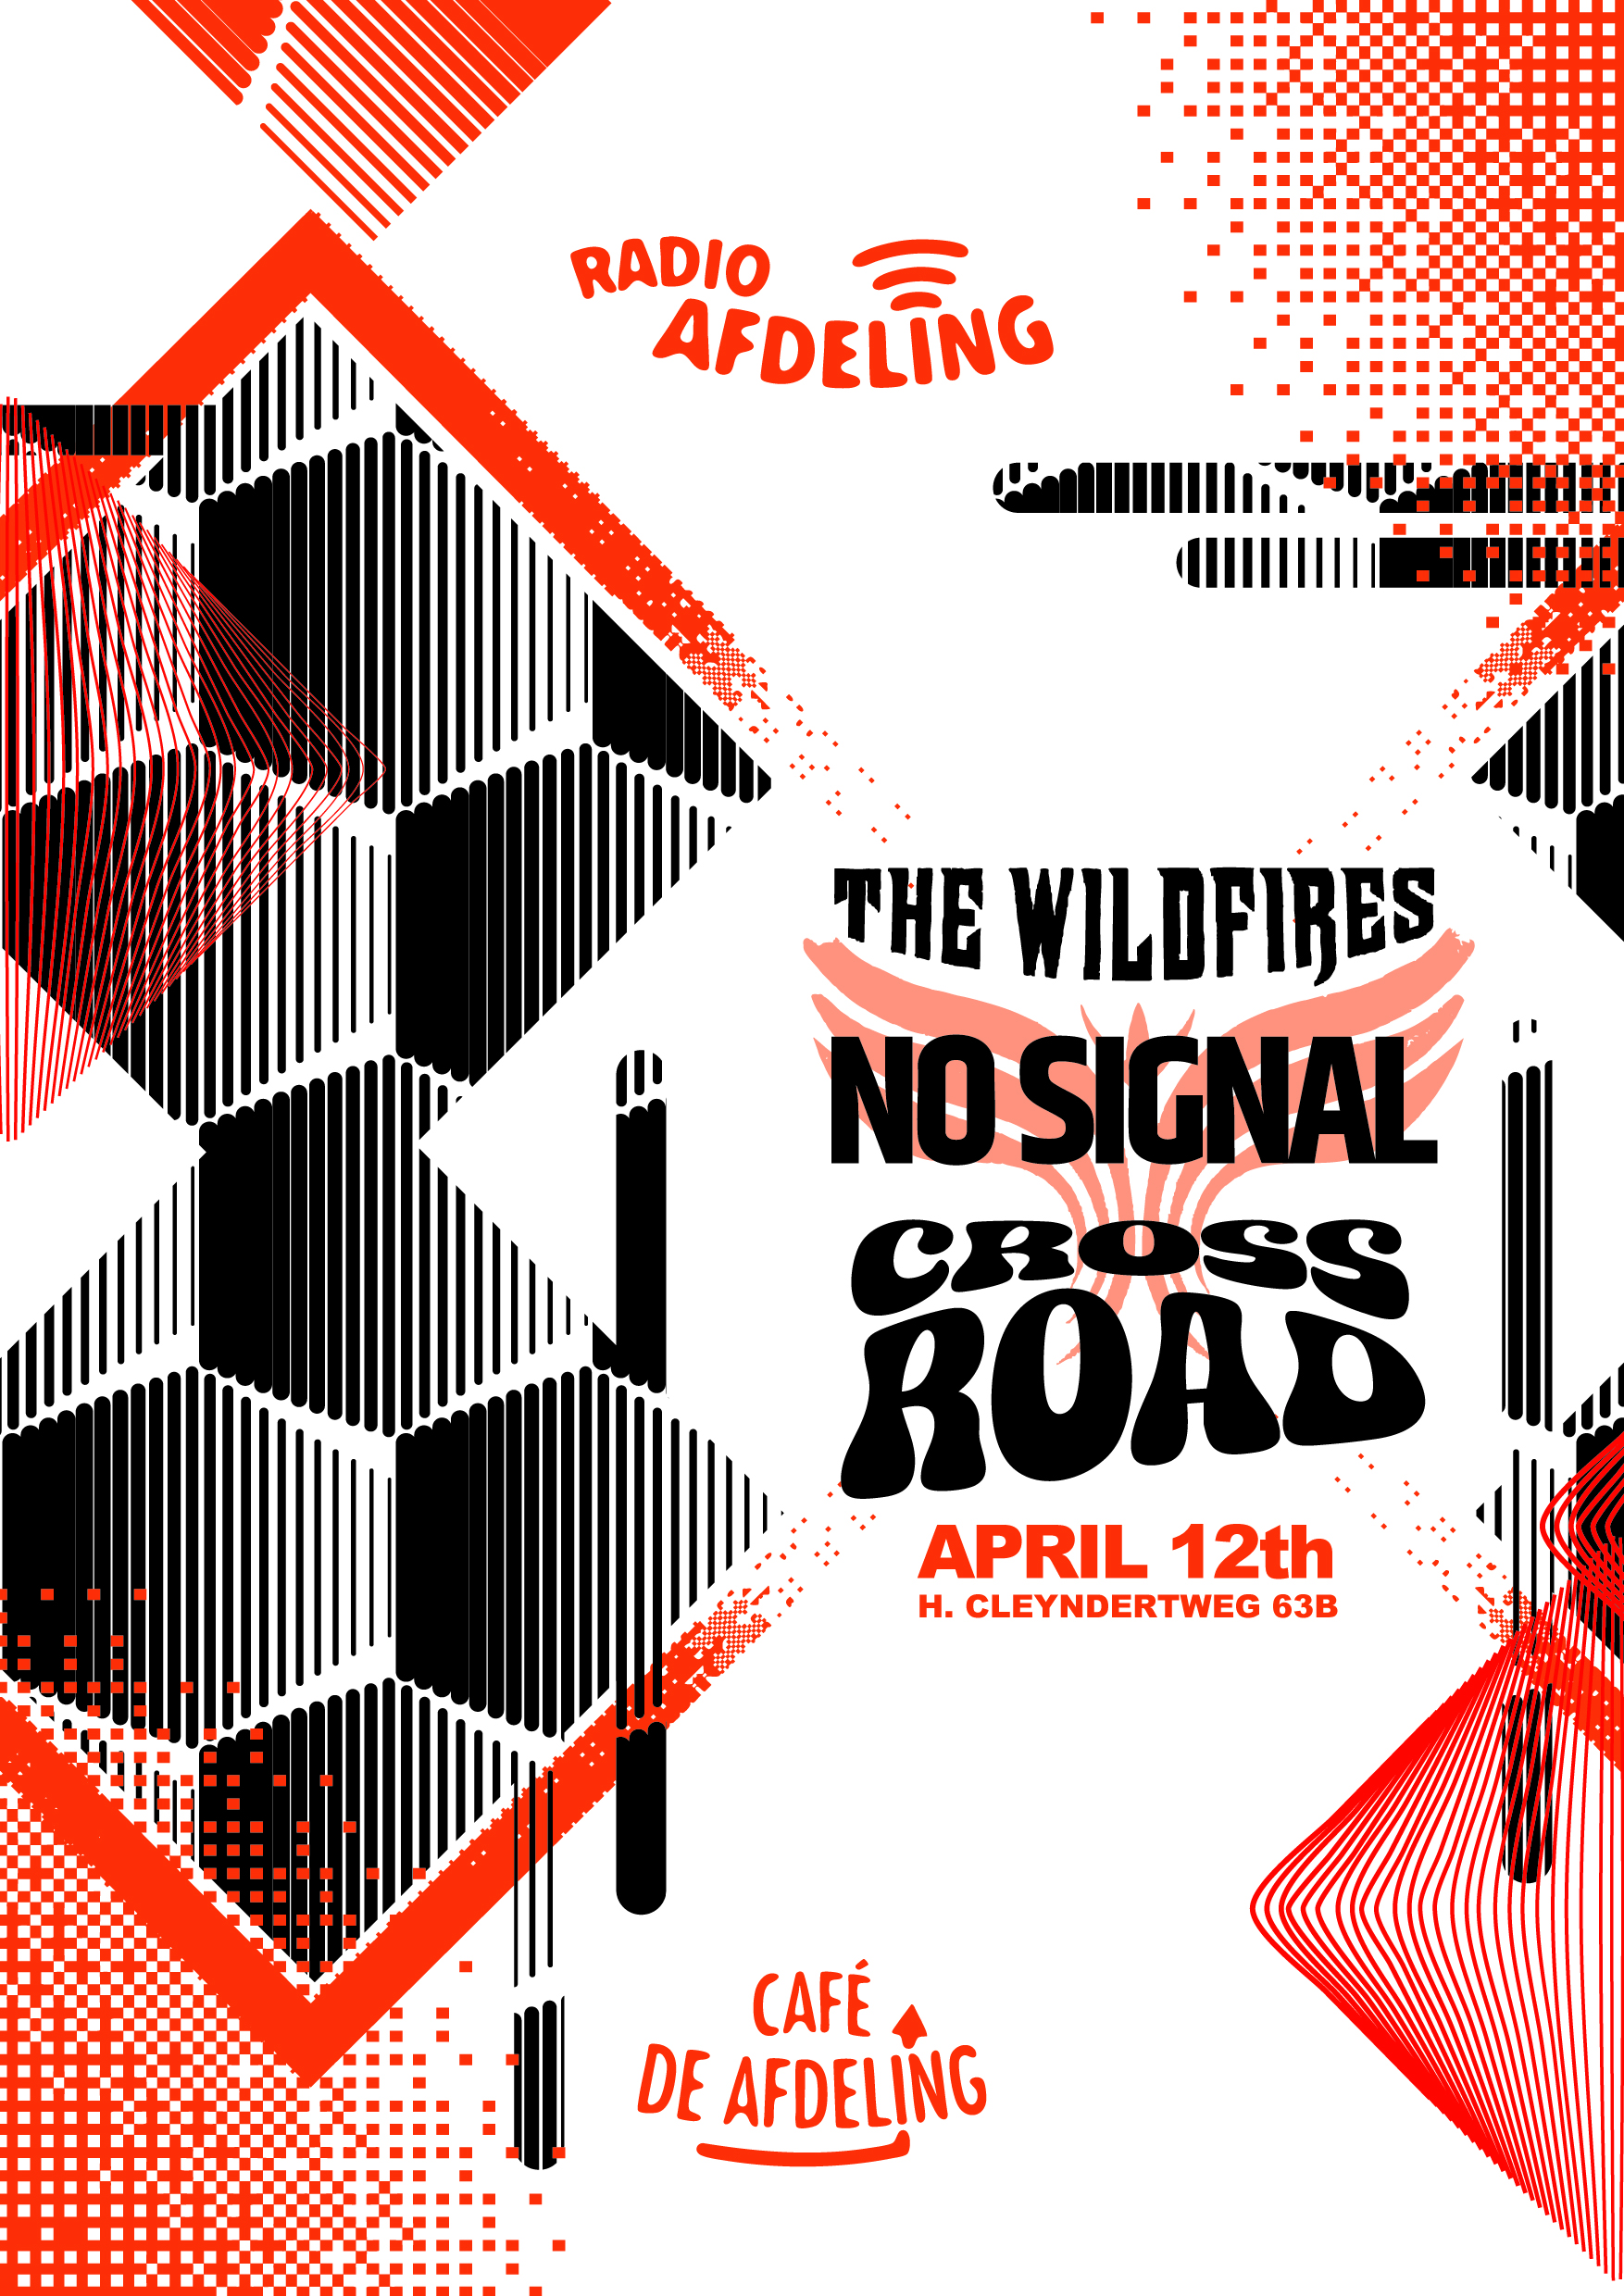 RADIO
AFDELING
THE WILDFIRES
NO SIGNAL
CROSS
ROAD
APRIL 12th
H. CLEYNDERTWEG 63B
CAFÉ
DE AFDELING